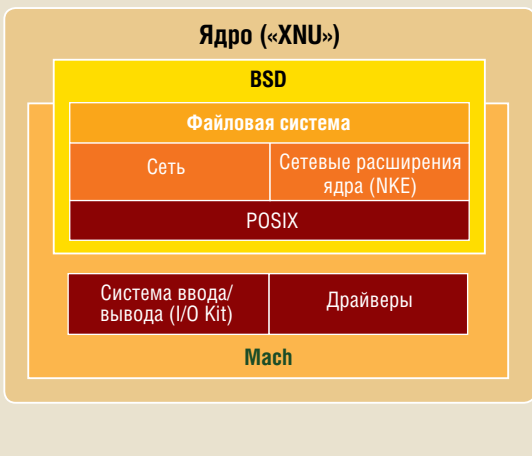 Ядро («XNU»)
BSD
Файловая система
Сеть
Сетевые расширения
ядра (NKE)
POSIX
Система ввода/
вывода (I/O Kit)
Драйверы
Mach